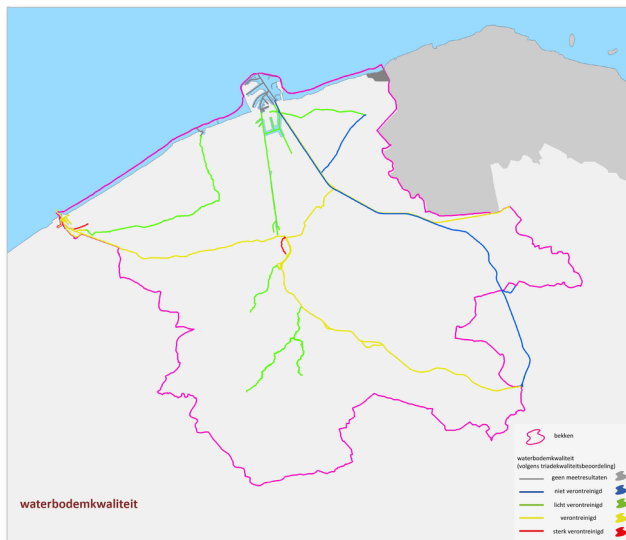 waterbodemkwaliteit
bekken
waterbodemkwaliteit
(volgens triadekwaliteitsbeoordeling)
geen meetresultaten
niet verontreinigd
licht verontreinigd
verontreinigd
sterk verontreinigd